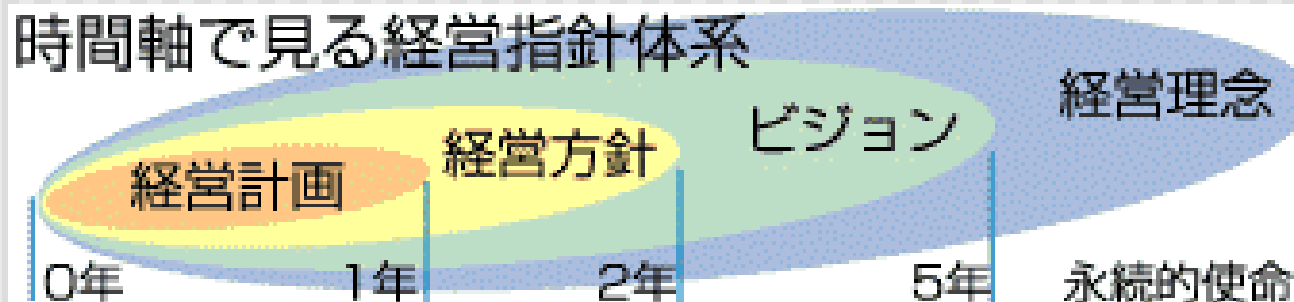 時間軸で見る経営指針体系
経営理念
ビジョン
経営方針
経営計画
0年
1年
2年
5年
永続的使命